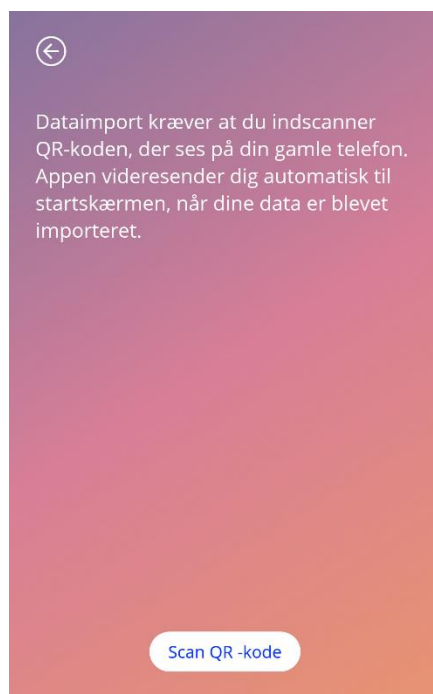 Dataimport kræver at du indscanner
QR-koden, der ses på din gamle telefon.
Appen videresender dig automatisk til
startskærmen, når dine data er blevet
importeret.
Scan QR -kode